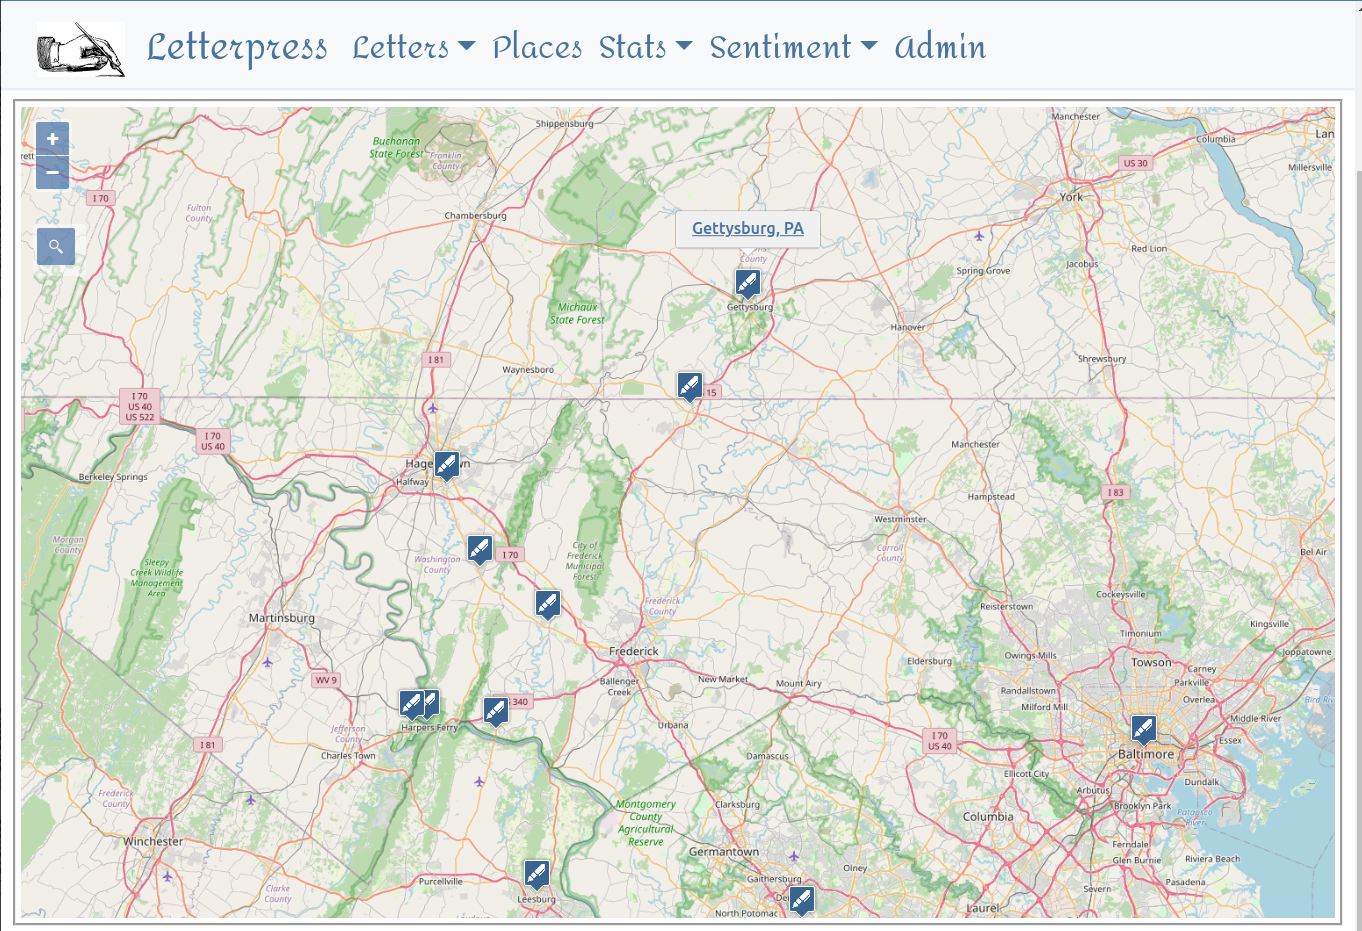 Letterpress Letters Places Stats Sentiment Admin
+
−
Shippensburg
Manchester
Columbia
Lan
Buchanan
State Forest
Franklin
County
US 30
Millersville
I 70
Fulton
County
York
Chambersburg
Gettysburg, PA
Red Lion
Jacobus
Spring Grove
Michaux
State Forest
Gettysburg
Hanover
I 81
Waynesboro
Shrewsbury
15
I 70
US 40
US 522
I 70
US 40
Manchester
Halfway
Berkeley Springs
Hampstead
I 83
Westminster
Morgan
County
Sleepy
Creek Wildlife
Management
Area
Washington
County
I 70
City of
Frederick
Municipal
Forest
Carroll
County
Bel Air
Cockeysville
Frederick
County
Reisterstown
Kingsville
Martinsburg
Timonium
Frederick
Owings Mills
Towson
Joppatowne
Eldersburg
Carney
Parkville
WV 9
Ballenger
Creek
New Market
Mount Airy
Randallstown
Overlea
340
Milford Mill
Middle River
Jefferson
County
Harpers Ferry
Urbana
I 70
US 40
Essex
I 81
Charles Town
Damascus
Baltimore
Ellicott City
Dundalk
Frederick
County
Arbutus
Montgomery
County
Agricultural
Reserve
Clarksburg
Brooklyn Park
Columbia
Patapsco
River
Winchester
Germantown
Ferndale
Glen Burnie
Riviera Beach
Olney
Purcellville
Gaithersburg
Clarke
County
Severn
Pasadena
Leesburg
North Potomac
Laurel